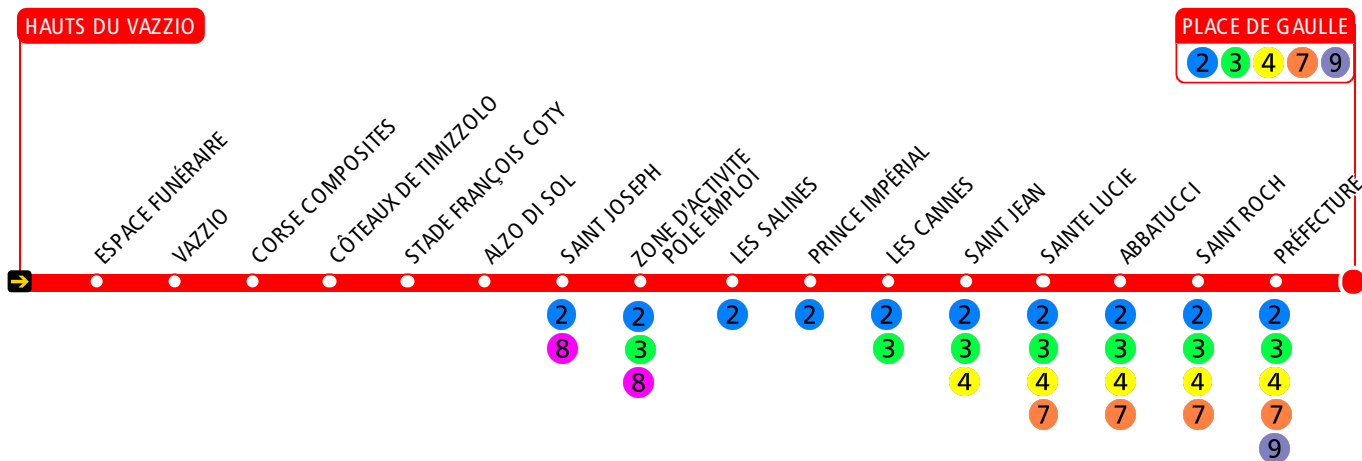 HAUTS DU VAZZIO
PLACE DE GAULLE
2 3 4 7 9
ESPACE FUNÉRAIRE
VAZZIO
CORSE COMPOSITES
CÔTEAUX DE TIMIZZOLO
STADE FRANÇOIS COTY
ALZO DI SOL
SAINT JOSEPH
ZONE D'ACTIVITE
POLE EMPLOI
LES SALINES
PRINCE IMPÉRIAL
LES CANNES
SAINT JEAN
SAINTE LUCIE
ABBATUCCI
SAINT ROCH
PRÉFECTURE
2 2 2 2 2 2 2 2 2 2
8 3 3 3 3 3 3 3
8 4 4 4 4 4
7 7 7 7
9